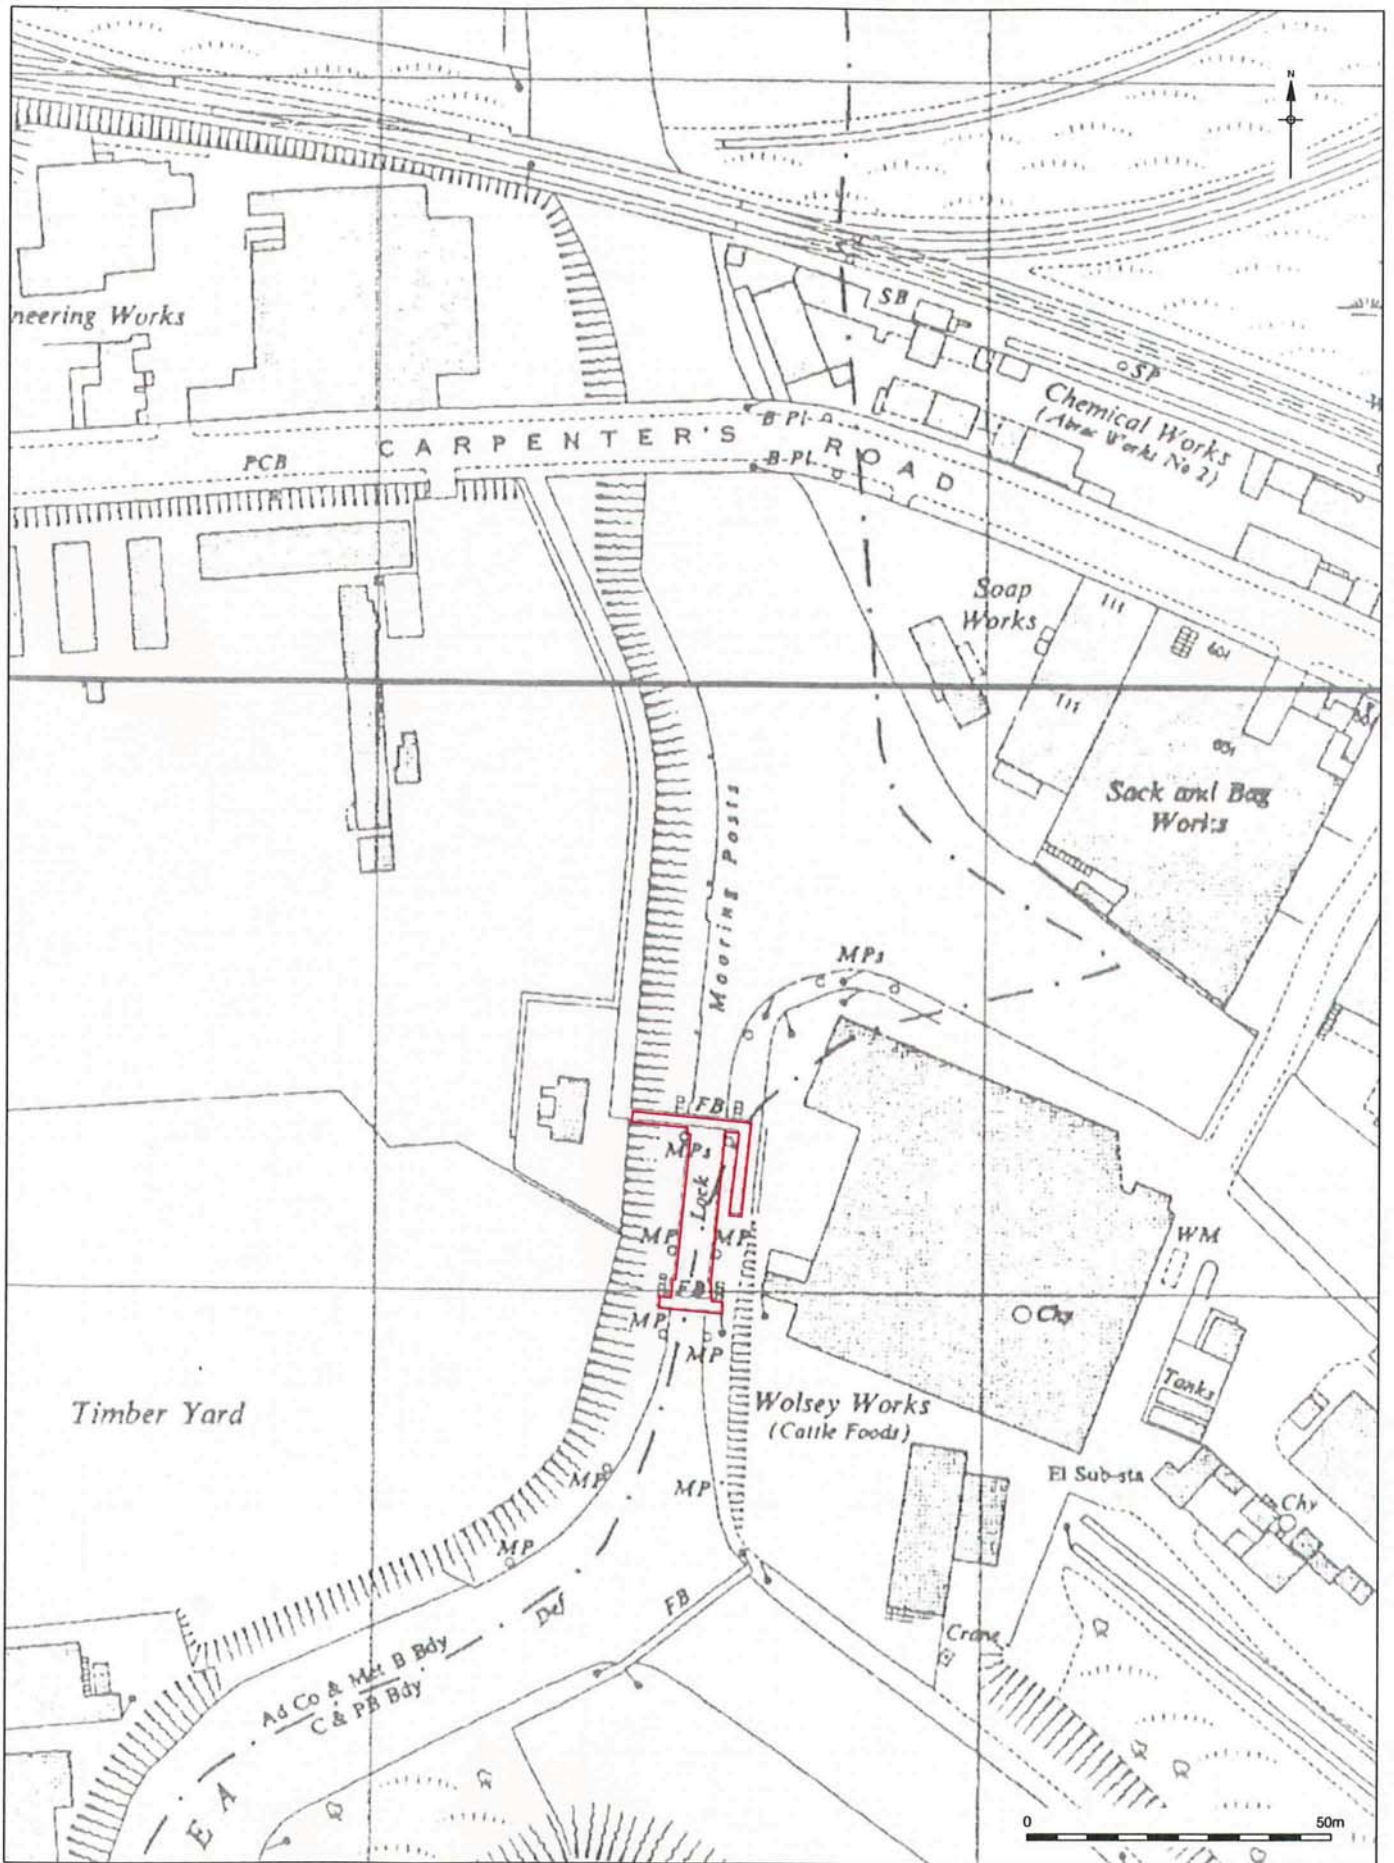 N
SB
neering Works
SP
Chemical Works
(Abrac Works No 2)
W
B Pl
CARPENTER'S ROAD
PCB
B Pl
Soap
Works
Sack and Bag
Works
Mooring Posts
MPs
FB
MPs
Lock
MP
MP
WM
FB
MP
Chy
MP
Tanks
Timber Yard
Wolsey Works
(Cattle Foods)
MP
MP
El Sub-sta
Chy
MP
Def
FB
Crane
Ad Co & Met B Bdy
C & PB Bdy
E A
0 50m